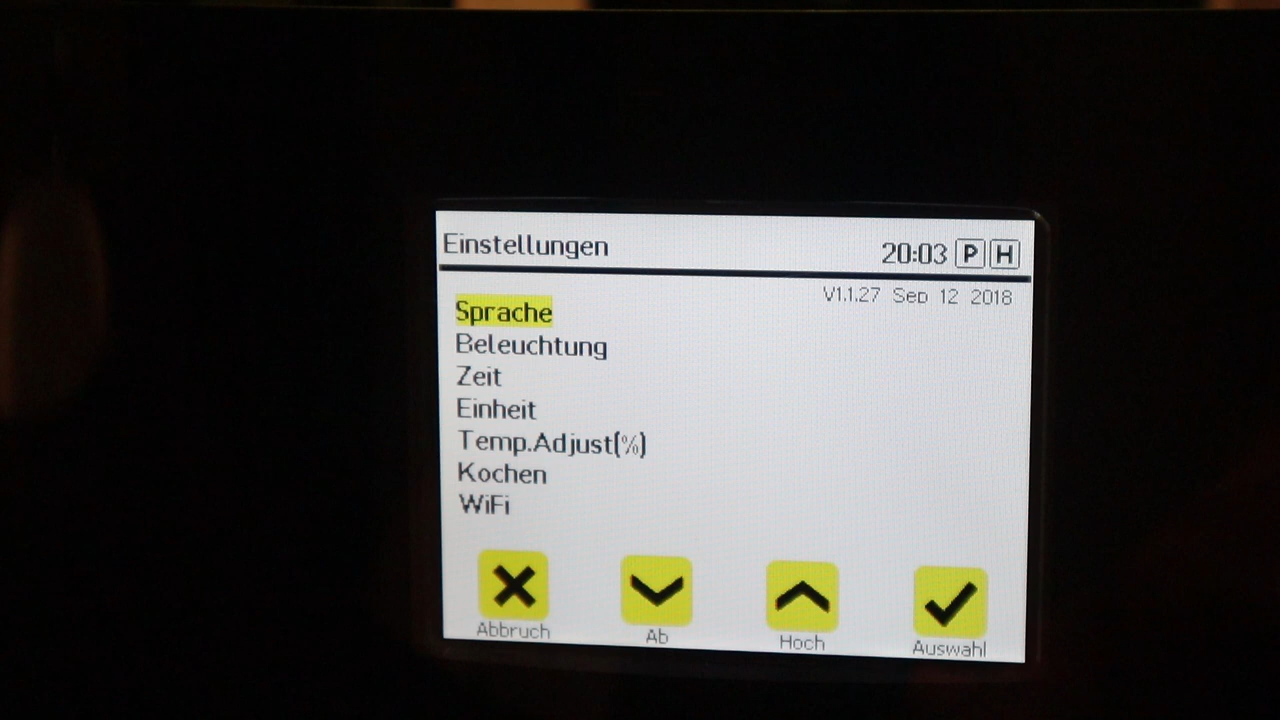 Einstellungen 20:03 P H
V1.1.27 Sep 12 2018
Sprache
Beleuchtung
Zeit
Einheit
Temp.Adjust(%)
Kochen
WiFi
Abbruch Ab Hoch Auswahl